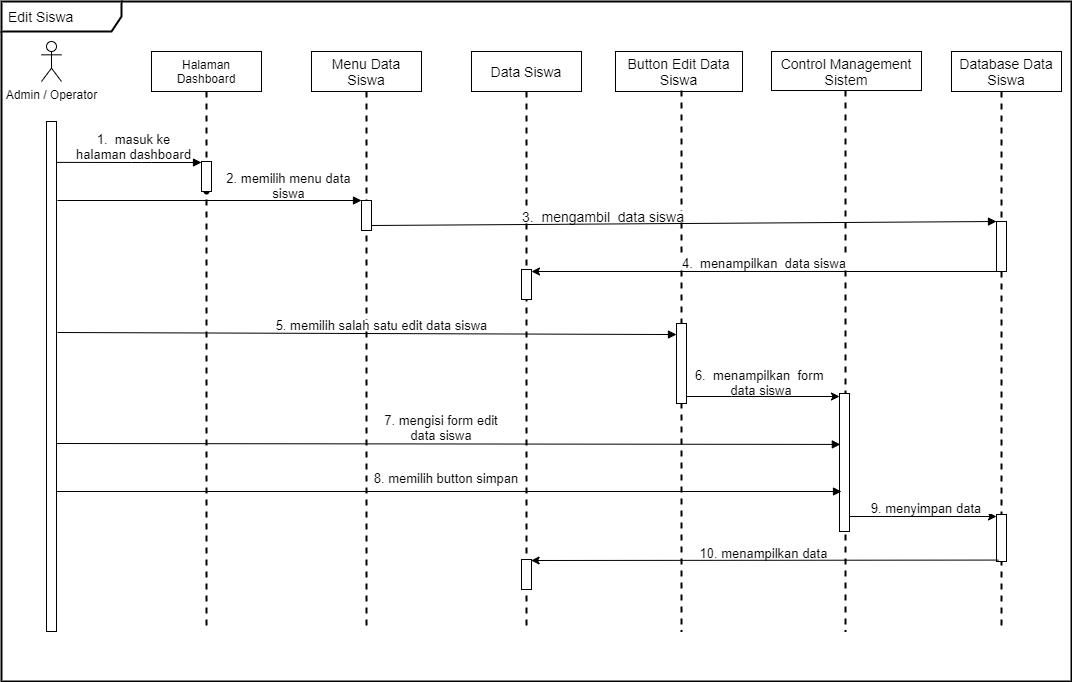 Edit Siswa
Admin / Operator
Halaman
Dashboard
Menu Data
Siswa
Data Siswa
Button Edit Data
Siswa
Control Management
Sistem
Database Data
Siswa
1. masuk ke
halaman dashboard
2. memilih menu data
siswa
3. mengambil data siswa
4. menampilkan data siswa
5. memilih salah satu edit data siswa
6. menampilkan form
data siswa
7. mengisi form edit
data siswa
8. memilih button simpan
9. menyimpan data
10. menampilkan data